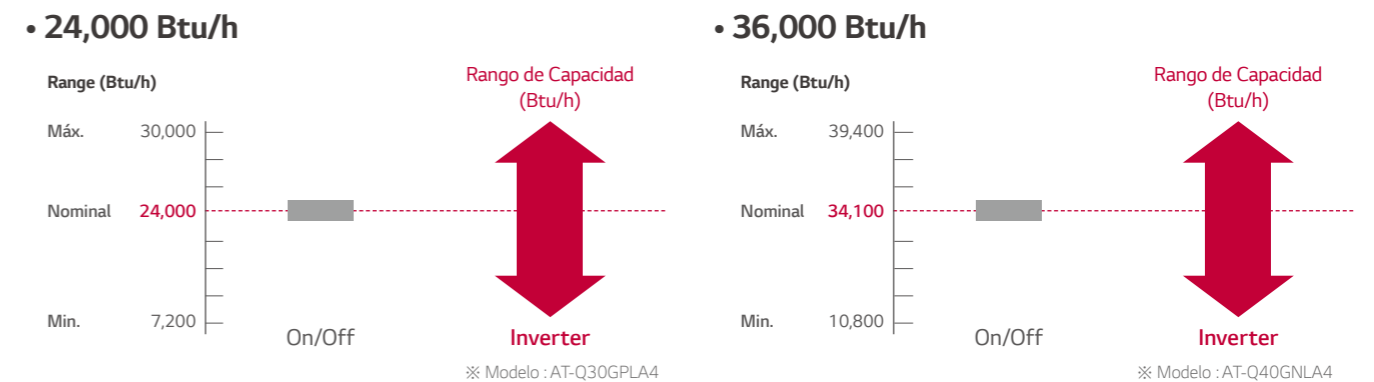 • 24,000 Btu/h
Range (Btu/h)
Rango de Capacidad
(Btu/h)
Máx. 30,000
Nominal 24,000
Min. 7,200
On/Off
Inverter
※ Modelo : AT-Q30GPLA4
• 36,000 Btu/h
Range (Btu/h)
Rango de Capacidad
(Btu/h)
Máx. 39,400
Nominal 34,100
Min. 10,800
On/Off
Inverter
※ Modelo : AT-Q40GNLA4